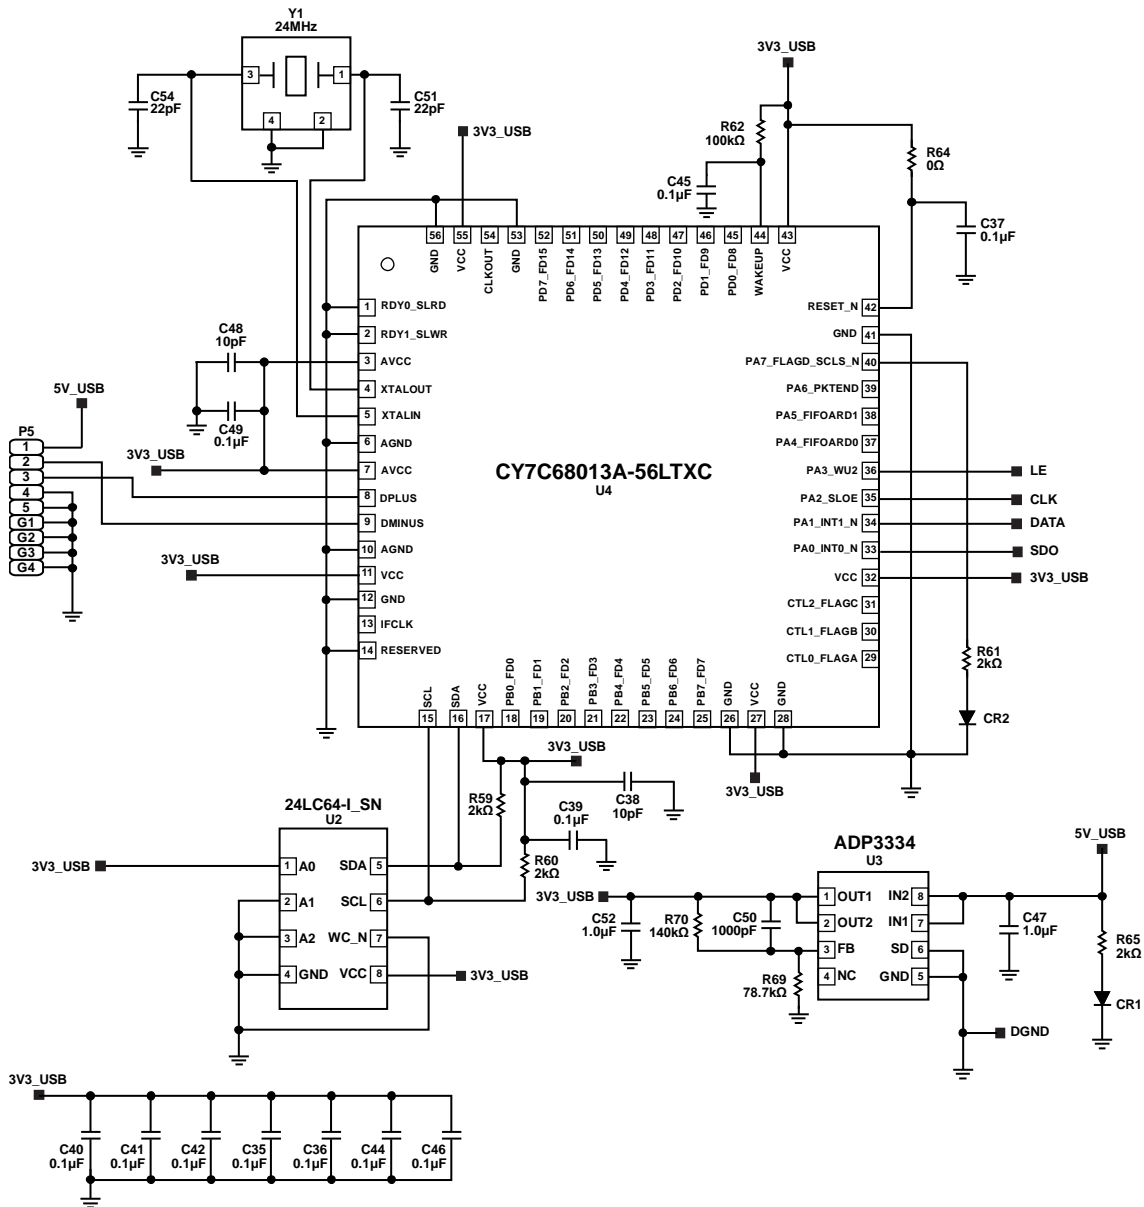 Y1
24MHz
3
1
4
2
C54
22pF
C51
22pF
3V3_USB
3V3_USB
R62
100kΩ
R64
0Ω
C45
0.1µF
C37
0.1µF
56
55
54
53
52
51
50
49
48
47
46
45
44
43
GND
VCC
CLKOUT
GND
PD7_FD15
PD6_FD14
PD5_FD13
PD4_FD12
PD3_FD11
PD2_FD10
PD1_FD9
PD0_FD8
WAKEUP
VCC
1 RDY0_SLRD
2 RDY1_SLWR
3 AVCC
4 XTALOUT
5 XTALIN
6 AGND
7 AVCC
8 DPLUS
9 DMINUS
10 AGND
11 VCC
12 GND
13 IFCLK
14 RESERVED
RESET_N 42
GND 41
PA7_FLAGD_SCLS_N 40
PA6_PKTEND 39
PA5_FIFOARD1 38
PA4_FIFOARD0 37
PA3_WU2 36
PA2_SLOE 35
PA1_INT1_N 34
PA0_INT0_N 33
VCC 32
CTL2_FLAGC 31
CTL1_FLAGB 30
CTL0_FLAGA 29
CY7C68013A-56LTXC
U4
C48
10pF
C49
0.1µF
5V_USB
P5
1
2
3
4
5
G1
G2
G3
G4
3V3_USB
3V3_USB
LE
CLK
DATA
SDO
3V3_USB
R61
2kΩ
CR2
SCL
SDA
VCC
PB0_FD0
PB1_FD1
PB2_FD2
PB3_FD3
PB4_FD4
PB5_FD5
PB6_FD6
PB7_FD7
GND
VCC
GND
15
16
17
18
19
20
21
22
23
24
25
26
27
28
3V3_USB
3V3_USB
R59
2kΩ
C38
10pF
C39
0.1µF
R60
2kΩ
24LC64-I_SN
U2
3V3_USB
1 A0
2 A1
3 A2
4 GND
SDA 5
SCL 6
WC_N 7
VCC 8
3V3_USB
ADP3334
U3
5V_USB
3V3_USB
1 OUT1
2 OUT2
3 FB
4 NC
IN2 8
IN1 7
SD 6
GND 5
C52
1.0µF
R70
140kΩ
C50
1000pF
R69
78.7kΩ
C47
1.0µF
R65
2kΩ
CR1
DGND
3V3_USB
C40
0.1µF
C41
0.1µF
C42
0.1µF
C35
0.1µF
C36
0.1µF
C44
0.1µF
C46
0.1µF